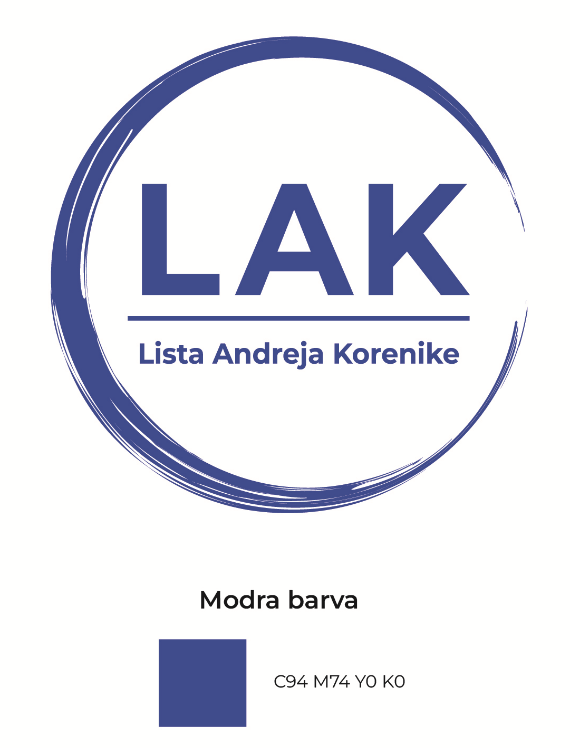 LAK
Lista Andreja Korenike
Modra barva
C94 M74 Y0 K0